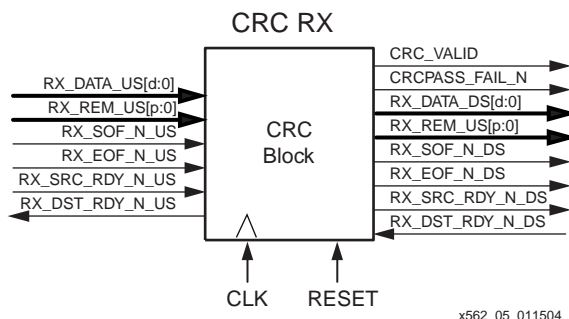 CRC RX
RX_DATA_US[d:0]
RX_REM_US[p:0]
RX_SOF_N_US
RX_EOF_N_US
RX_SRC_RDY_N_US
RX_DST_RDY_N_US
CRC
Block
CRC_VALID
CRCPASS_FAIL_N
RX_DATA_DS[d:0]
RX_REM_US[p:0]
RX_SOF_N_DS
RX_EOF_N_DS
RX_SRC_RDY_N_DS
RX_DST_RDY_N_DS
CLK
RESET
x562_05_011504